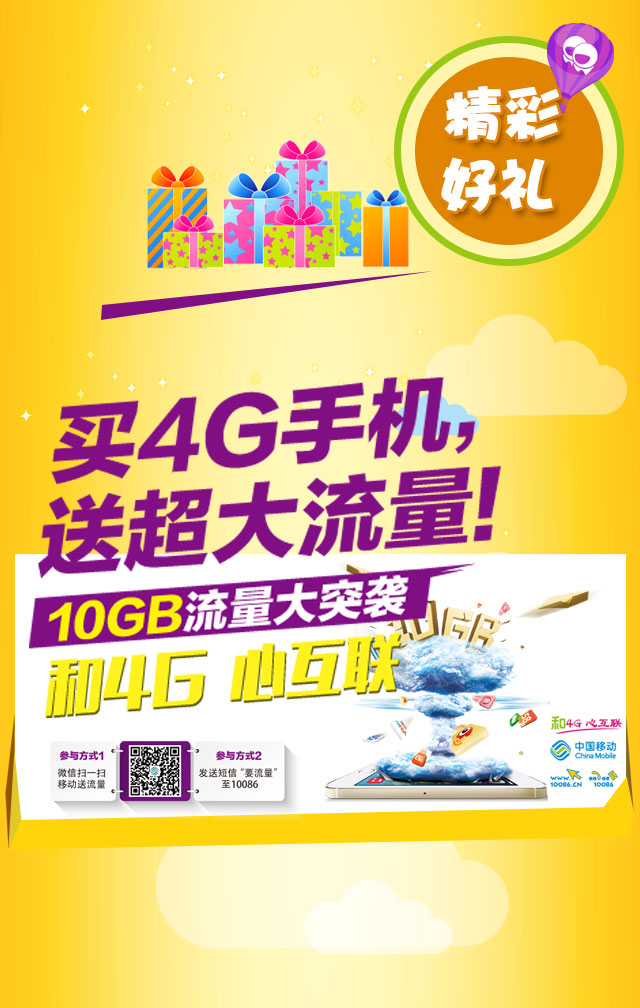 精彩
好礼
买4G手机，
送超大流量！
10GB流量大突袭
10GB
和4G 心互联
和4G 心互联
中国移动
China Mobile
www.
10086.CN
10086
参与方式1
微信扫一扫
移动送流量
参与方式2
发送短信“要流量”
至10086